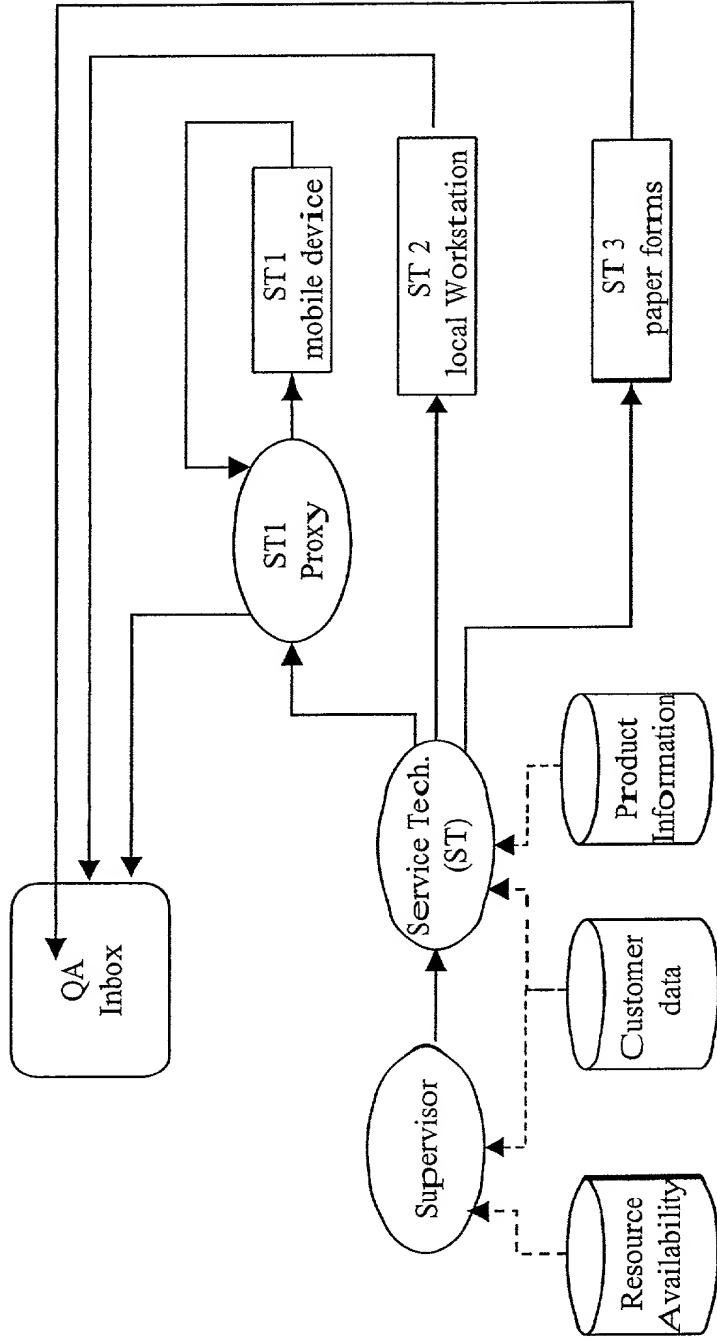 QA
Inbox
ST1
Proxy
ST1
mobile device
Supervisor
Service Tech.
(ST)
ST 2
local Workstation
ST 3
paper forms
Resource
Availability
Customer
data
Product
Information